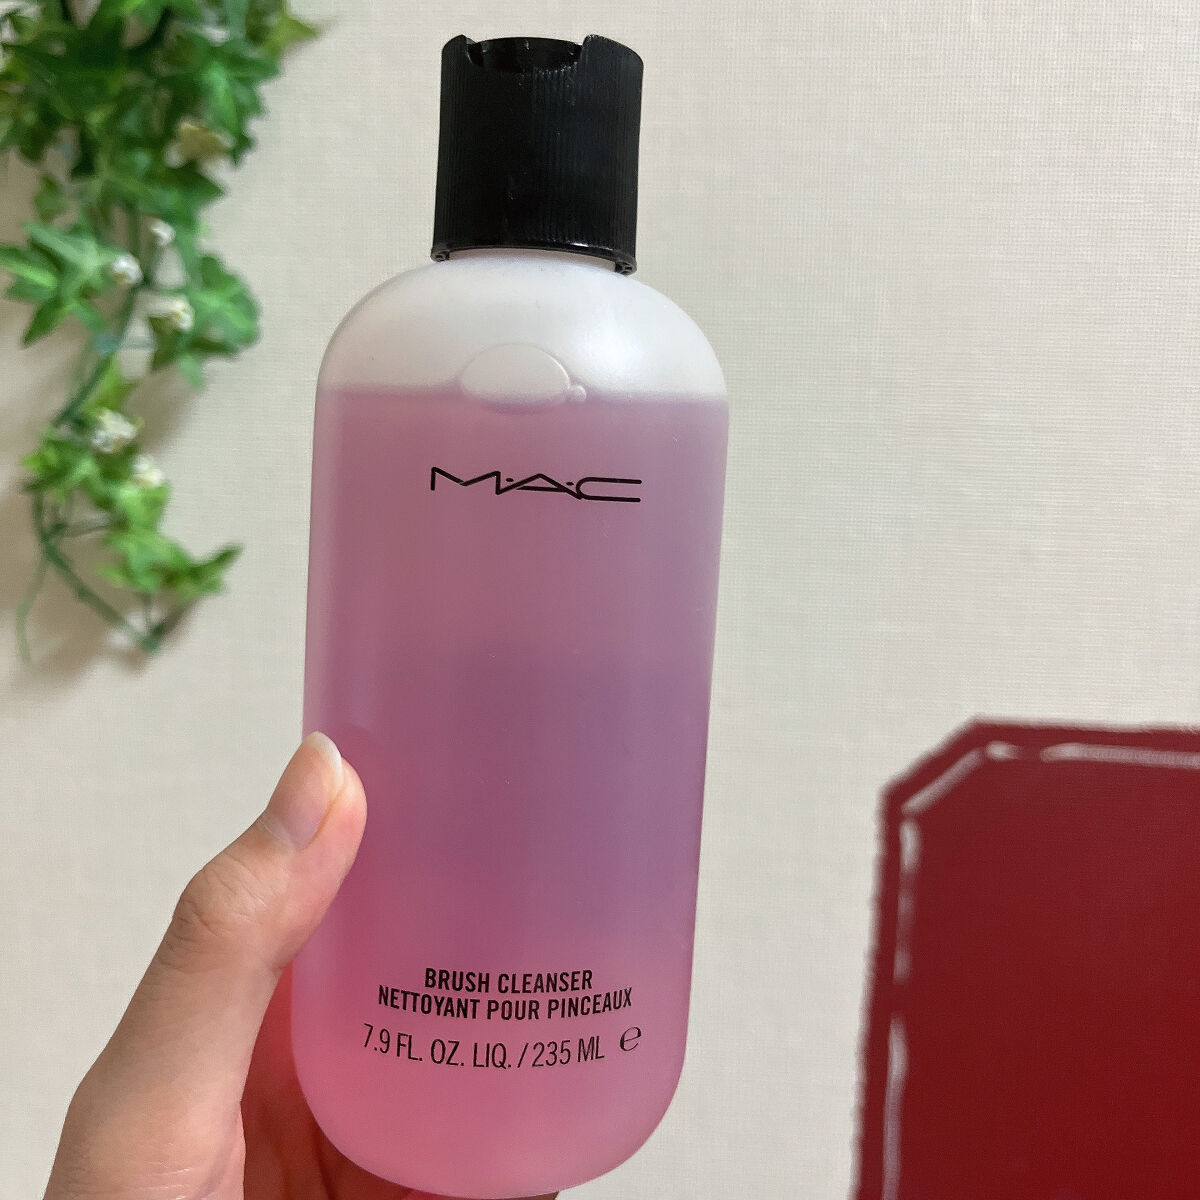 M·A·C
BRUSH CLEANSER
NETTOYANT POUR PINCEAUX
7.9 FL. OZ. LIQ. / 235 ML ℮